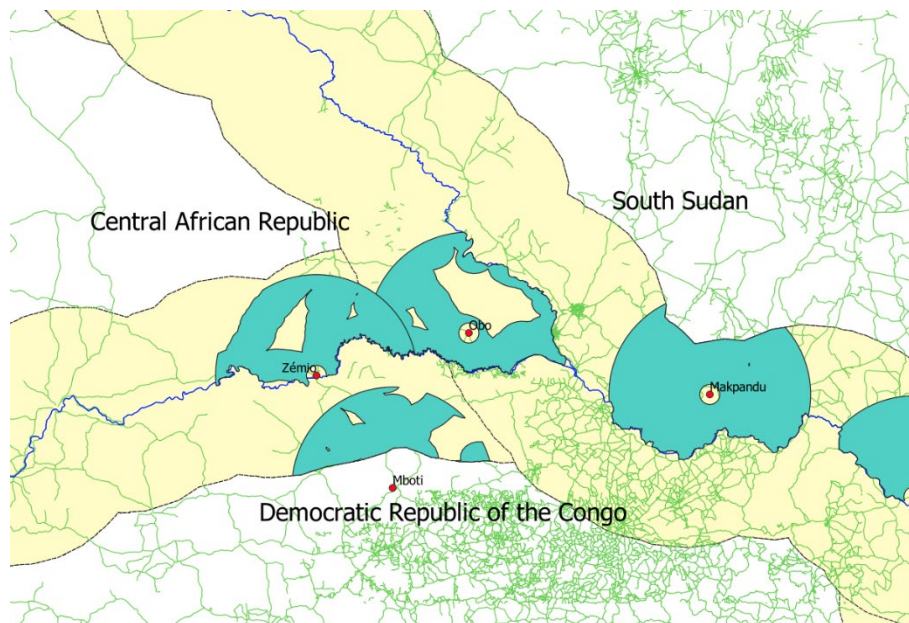 South Sudan
Central African Republic
Obo
Zémio
Makpandu
Mboti
Democratic Republic of the Congo